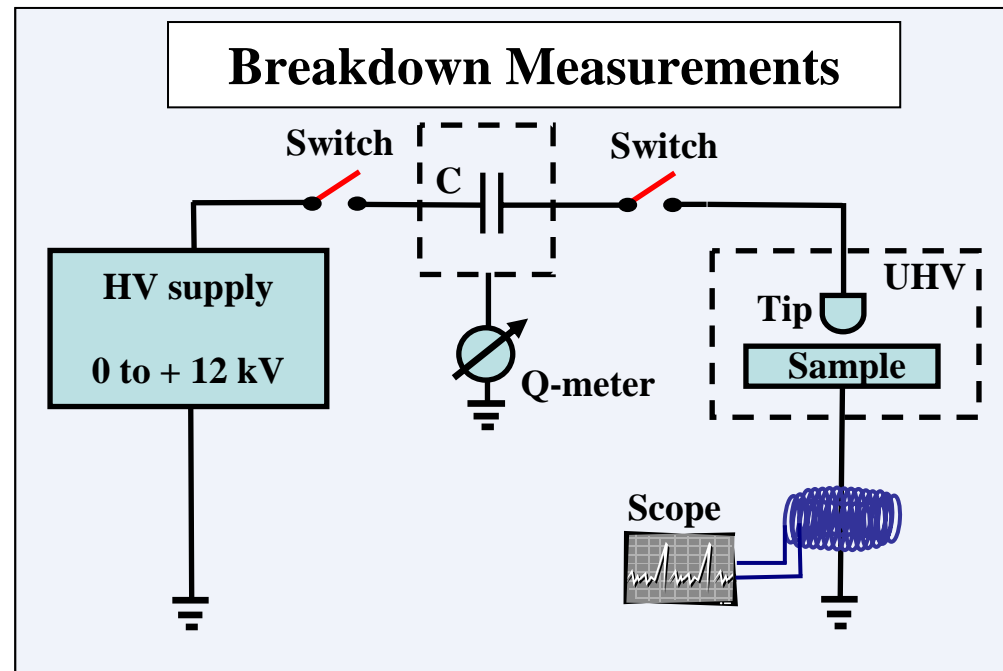 Breakdown Measurements
Switch
Switch
C
HV supply
0 to + 12 kV
UHV
Tip
Sample
Q-meter
Scope